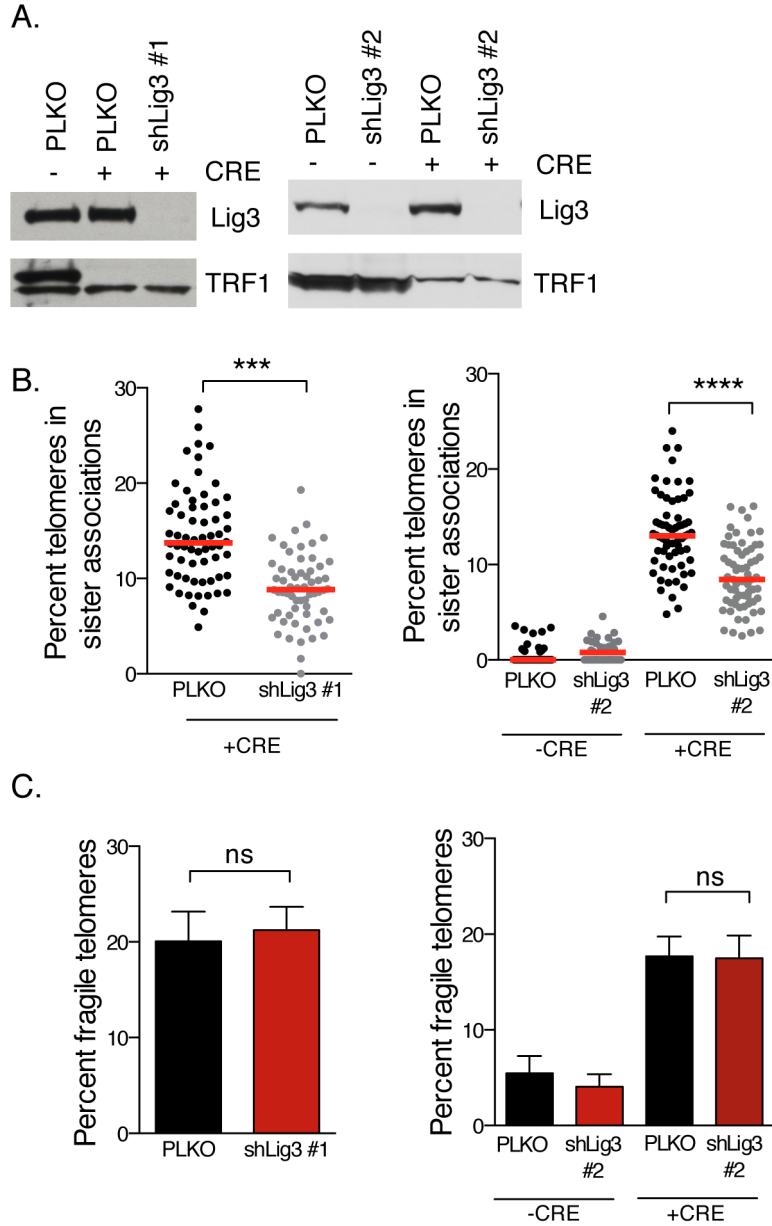 A.
PLKO PLKO shLig3 #1
- + + CRE
Lig3
TRF1
PLKO shLig3 #2 PLKO shLig3 #2
- - + + CRE
Lig3
TRF1
B.
Percent telomeres in
sister associations
30
20
10
0
***
PLKO shLig3 #1
+CRE
Percent telomeres in
sister associations
30
20
10
0
****
PLKO shLig3 PLKO shLig3
#2 #2
-CRE +CRE
C.
Percent fragile telomeres
30
20
10
0
ns
PLKO shLig3 #1
Percent fragile telomeres
30
20
10
0
ns
PLKO shLig3 PLKO shLig3
#2 #2
-CRE +CRE